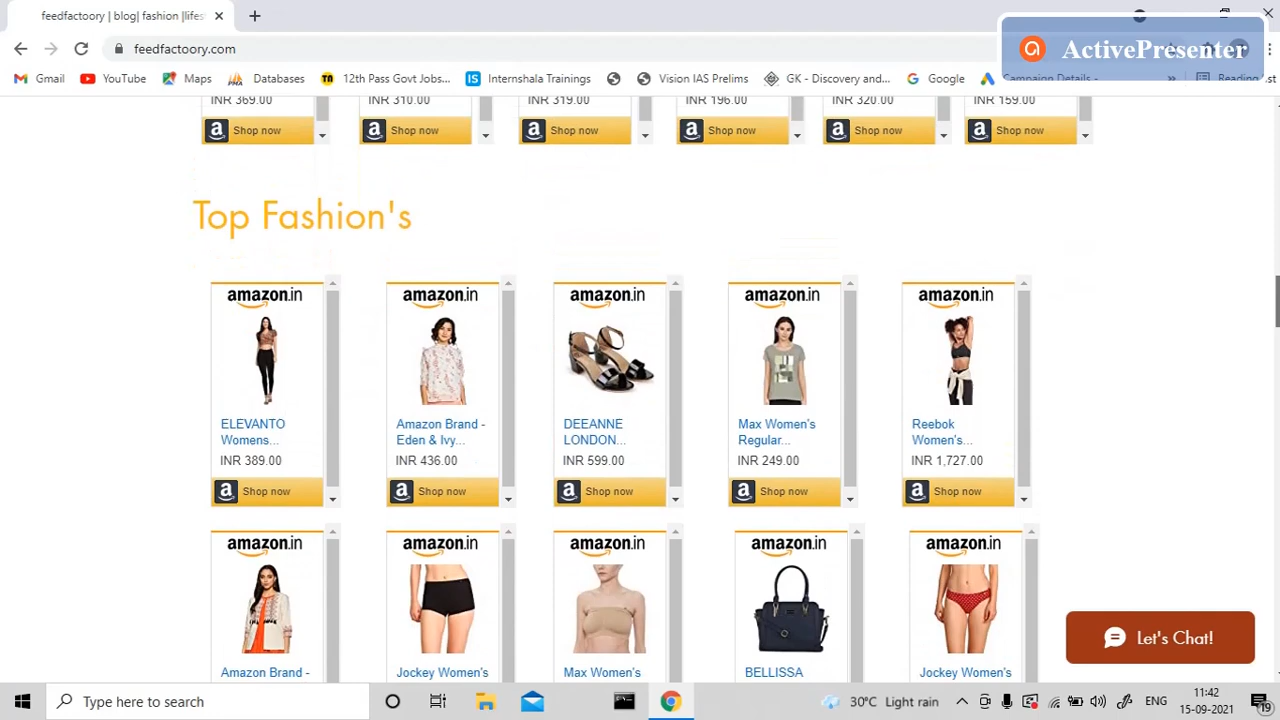 feedfactoory | blog| fashion |lifes
ActivePresenter
feedfactoory.com
Gmail YouTube Maps Databases 12th Pass Govt Jobs... Internshala Trainings Vision IAS Prelims GK - Discovery and... Google Campaign Details - » Reading list
INR 369.00 INR 310.00 INR 319.00 INR 196.00 INR 320.00 INR 159.00
Shop now Shop now Shop now Shop now Shop now Shop now
Top Fashion's
amazon.in amazon.in amazon.in amazon.in amazon.in
ELEVANTO Amazon Brand - DEEANNE Max Women's Reebok
Womens... Eden & Ivy... LONDON... Regular... Women's...
INR 389.00 INR 436.00 INR 599.00 INR 249.00 INR 1,727.00
Shop now Shop now Shop now Shop now Shop now
amazon.in amazon.in amazon.in amazon.in amazon.in
Amazon Brand - Jockey Women's Max Women's BELLISSA Jockey Women's
Let's Chat!
Type here to search
30°C Light rain
ENG
11:42
15-09-2021
19